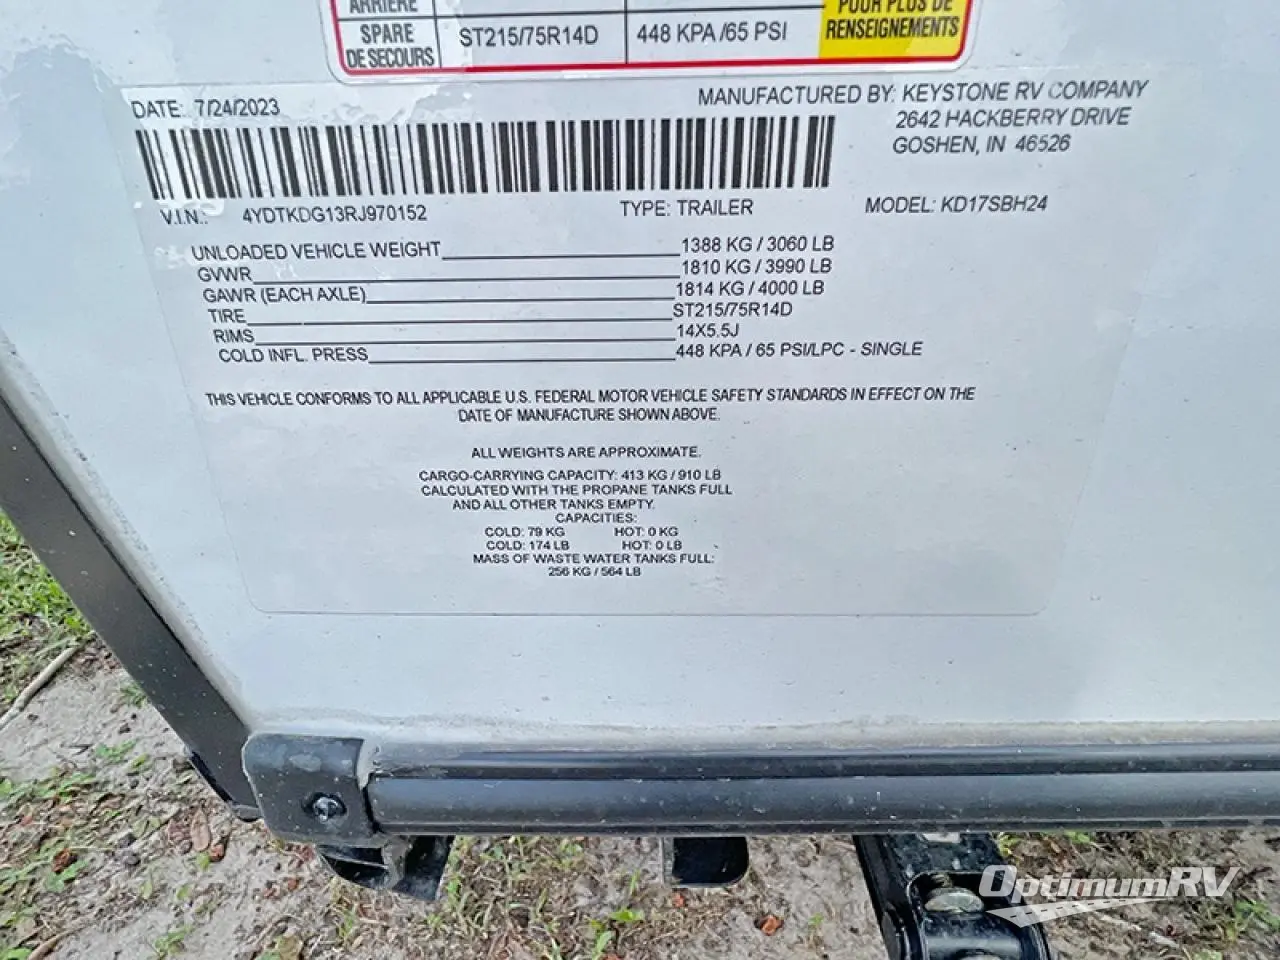 ARRIÈRE
POUR PLUS DE
RENSEIGNEMENTS
SPARE
DE SECOURS
ST215/75R14D
448 KPA /65 PSI
DATE: 7/24/2023
MANUFACTURED BY: KEYSTONE RV COMPANY
2642 HACKBERRY DRIVE
GOSHEN, IN 46526
V.I.N.: 4YDTKDG13RJ970152 TYPE: TRAILER MODEL: KD17SBH24
UNLOADED VEHICLE WEIGHT 1388 KG / 3060 LB
GVWR 1810 KG / 3990 LB
GAWR (EACH AXLE) 1814 KG / 4000 LB
TIRE ST215/75R14D
RIMS 14X5.5J
COLD INFL. PRESS 448 KPA / 65 PSI/LPC - SINGLE
THIS VEHICLE CONFORMS TO ALL APPLICABLE U.S. FEDERAL MOTOR VEHICLE SAFETY STANDARDS IN EFFECT ON THE
DATE OF MANUFACTURE SHOWN ABOVE.
ALL WEIGHTS ARE APPROXIMATE.
CARGO-CARRYING CAPACITY: 413 KG / 910 LB
CALCULATED WITH THE PROPANE TANKS FULL
AND ALL OTHER TANKS EMPTY.
CAPACITIES:
COLD: 79 KG HOT: 0 KG
COLD: 174 LB HOT: 0 LB
MASS OF WASTE WATER TANKS FULL:
256 KG / 564 LB
OptimumRV